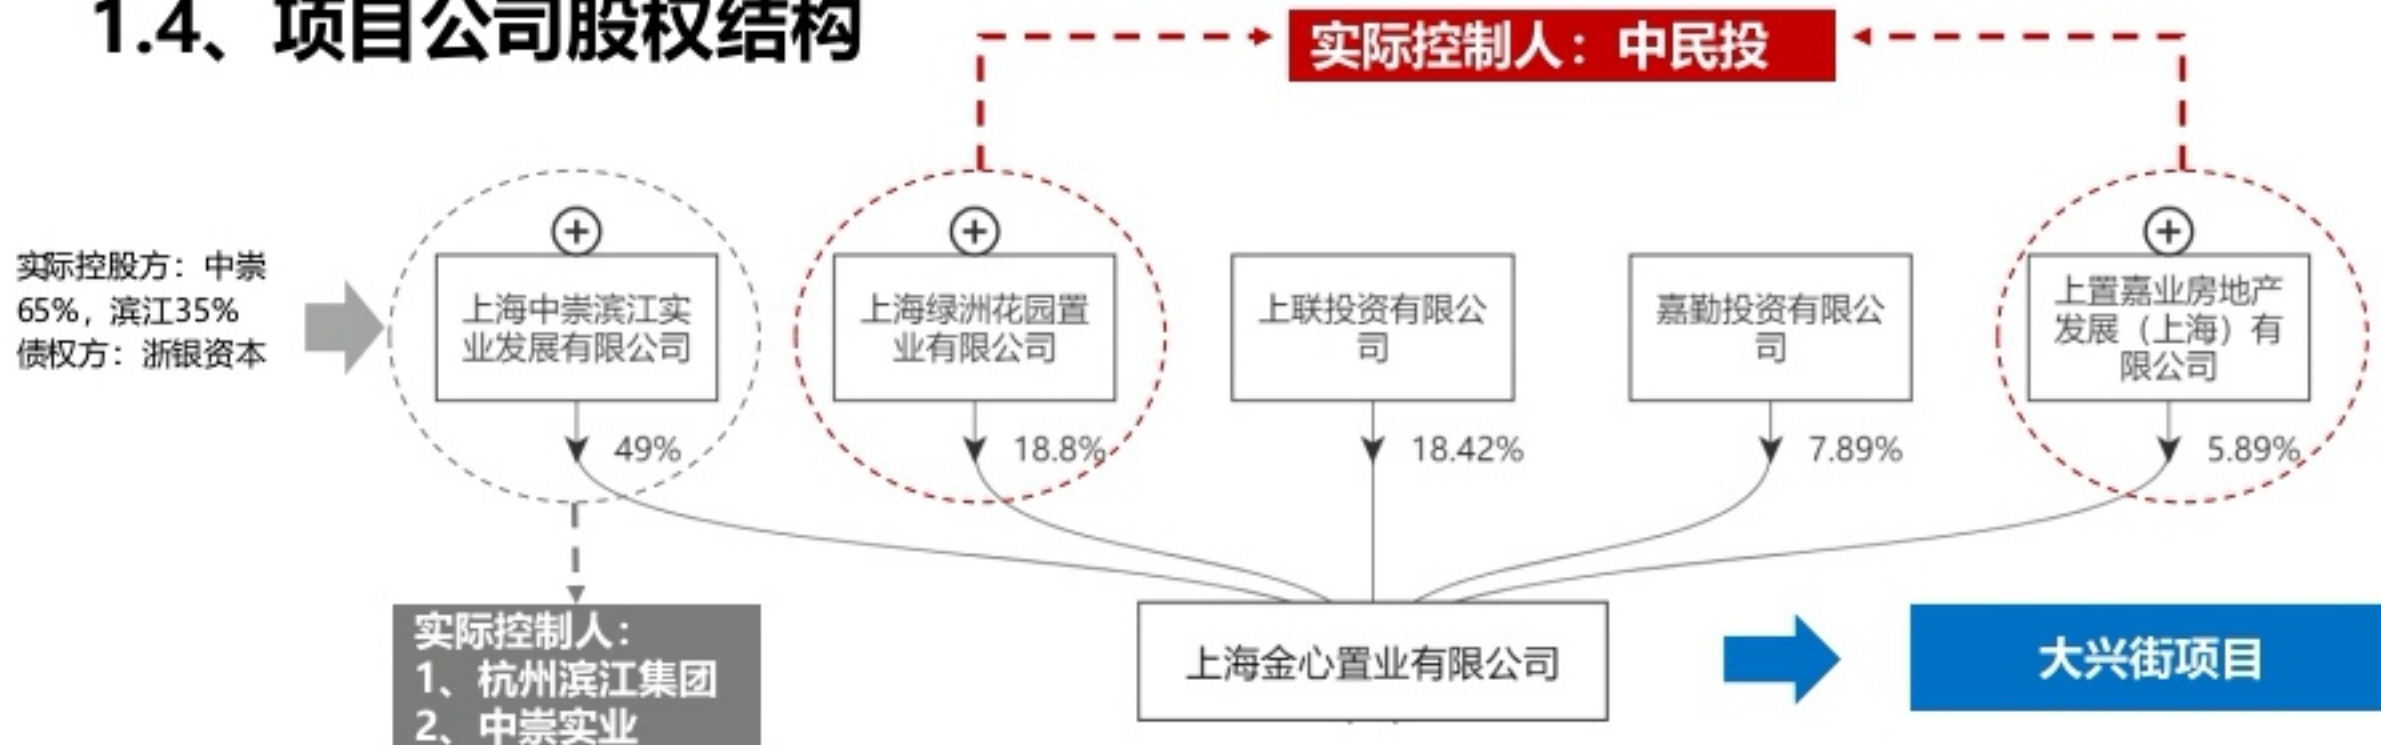 1.4、项目公司股权结构
实际控制人：中民投
实际控股方：中崇
65%，滨江35%
债权方：浙银资本
上海中崇滨江实
业发展有限公司
上海绿洲花园置
业有限公司
上联投资有限公
司
嘉勤投资有限公
司
上置嘉业房地产
发展（上海）有
限公司
49%
18.8%
18.42%
7.89%
5.89%
实际控制人：
1、杭州滨江集团
2、中崇实业
上海金心置业有限公司
大兴街项目